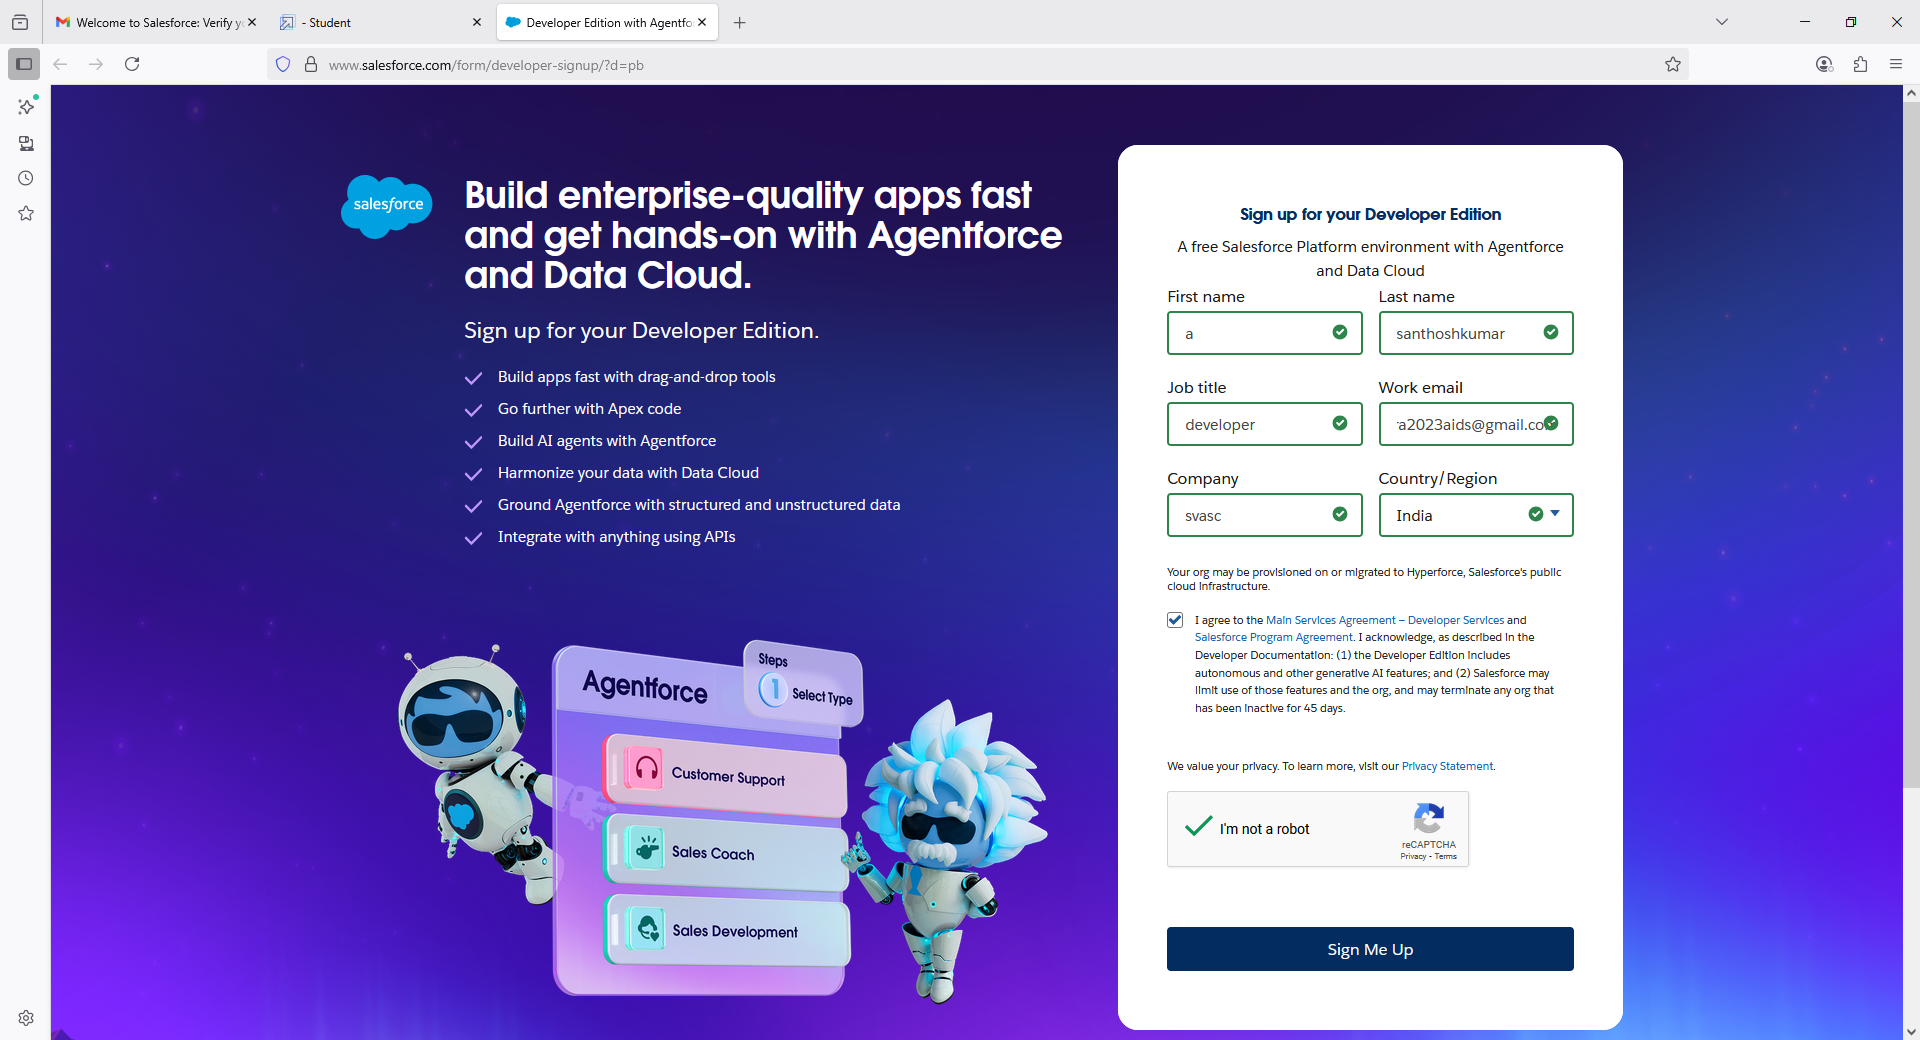 Welcome to Salesforce: Verify y
- Student
Developer Edition with Agentfo
www.salesforce.com/form/developer-signup/?d=pb
salesforce
Build enterprise-quality apps fast
and get hands-on with Agentforce
and Data Cloud.
Sign up for your Developer Edition.
Build apps fast with drag-and-drop tools
Go further with Apex code
Build AI agents with Agentforce
Harmonize your data with Data Cloud
Ground Agentforce with structured and unstructured data
Integrate with anything using APIs
Agentforce
Steps
1 Select Type
Customer Support
Sales Coach
Sales Development
Sign up for your Developer Edition
A free Salesforce Platform environment with Agentforce
and Data Cloud
First name Last name
a santhoshkumar
Job title Work email
developer a2023aids@gmail.co
Company Country/Region
svasc India
Your org may be provisioned on or migrated to Hyperforce, Salesforce's public
cloud infrastructure.
I agree to the Main Services Agreement – Developer Services and
Salesforce Program Agreement. I acknowledge, as described in the
Developer Documentation: (1) the Developer Edition includes
autonomous and other generative AI features; and (2) Salesforce may
limit use of those features and the org, and may terminate any org that
has been inactive for 45 days.
We value your privacy. To learn more, visit our Privacy Statement.
I'm not a robot
reCAPTCHA
Privacy - Terms
Sign Me Up